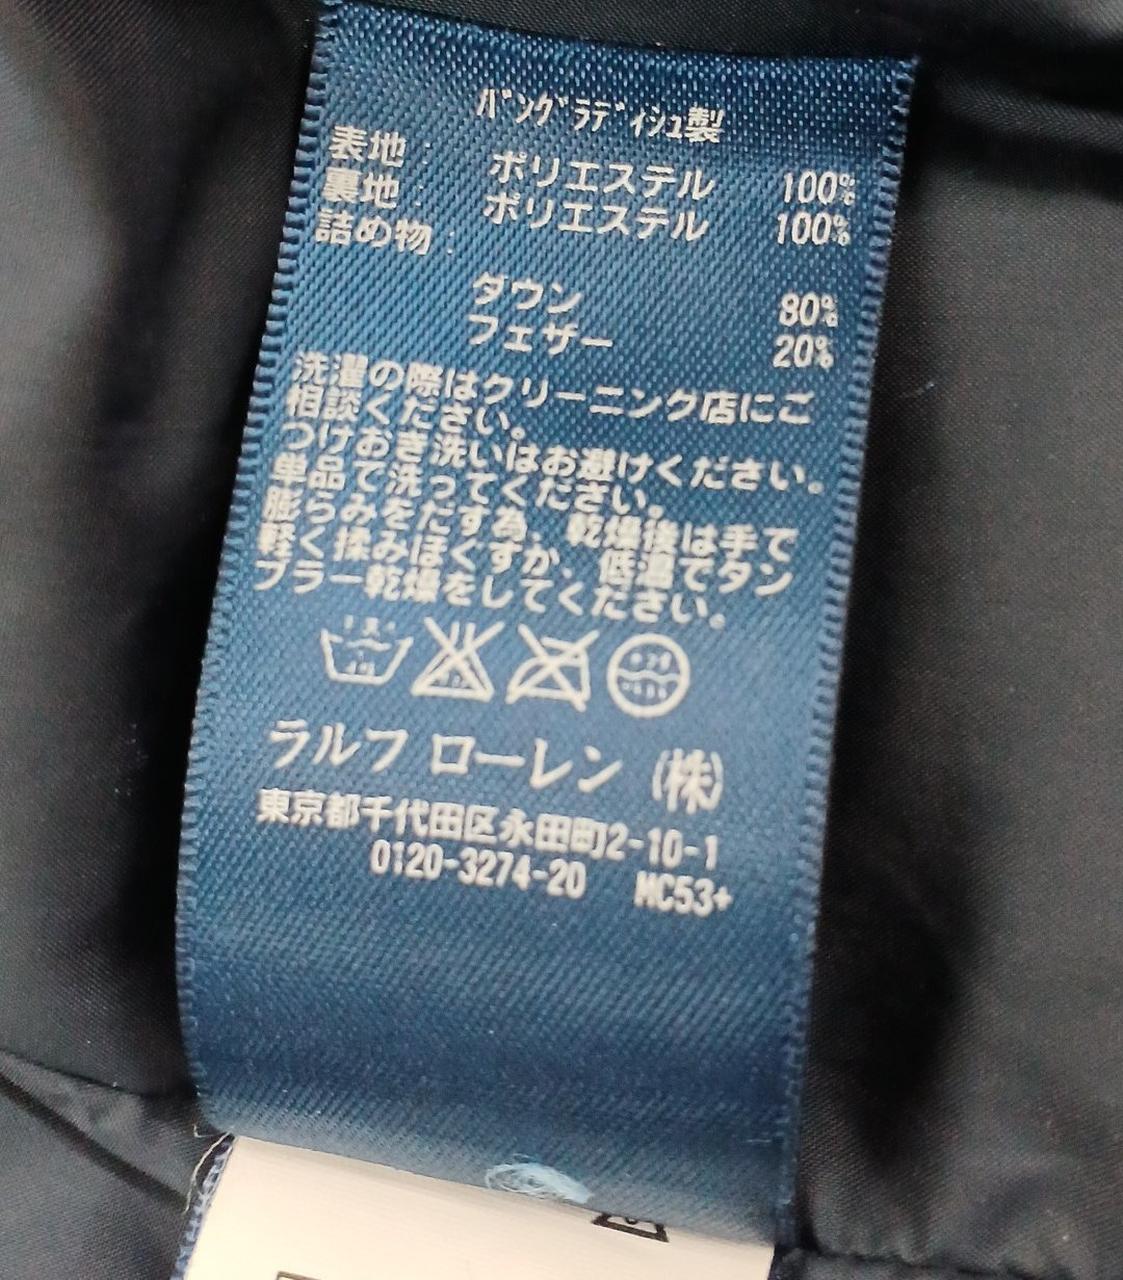 ﾊﾞﾝｸﾞﾗﾃﾞｨｼｭ製
表地: ポリエステル 100%
裏地: ポリエステル 100%
詰め物:
ダウン 80%
フェザー 20%
洗濯の際はクリーニング店にご
相談ください。
つけおき洗いはお避けください。
単品で洗ってください。
膨らみをだす為、乾燥後は手で
軽く揉みほぐすか、低温でタン
ブラー乾燥をしてください。
ラルフ ローレン (株)
東京都千代田区永田町2-10-1
0120-3274-20 MC53+